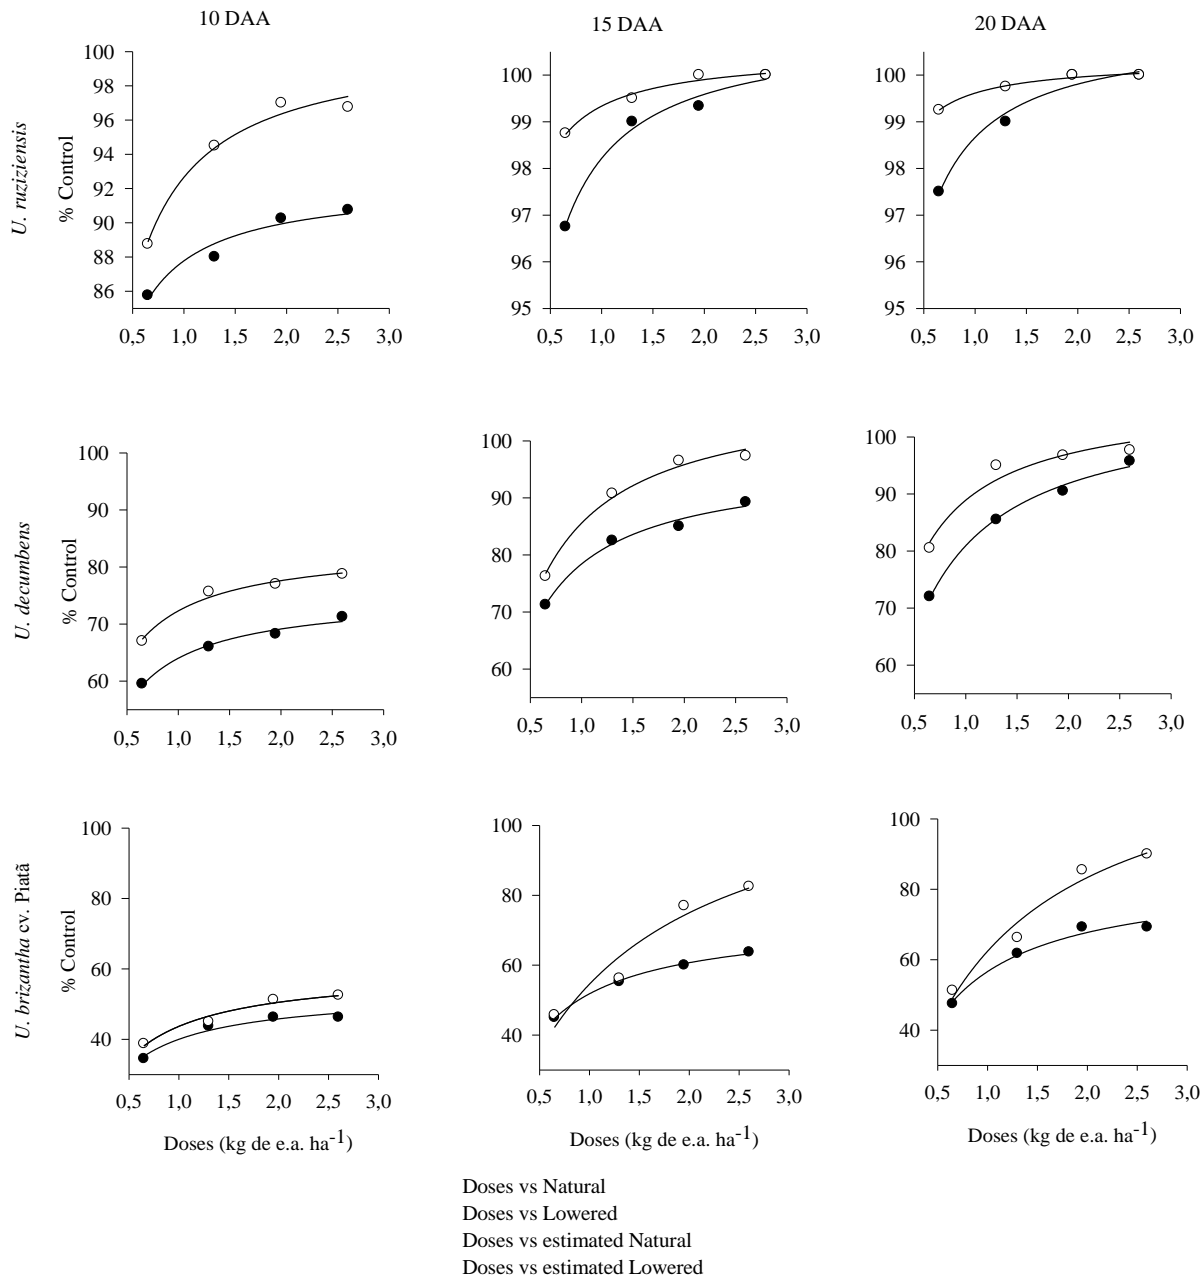 10 DAA
15 DAA
20 DAA
U. ruziziensis
% Control
100
98
96
94
92
90
88
86
0,5 1,0 1,5 2,0 2,5 3,0
100
99
98
97
96
95
0,5 1,0 1,5 2,0 2,5 3,0
100
99
98
97
96
95
0,5 1,0 1,5 2,0 2,5 3,0
U. decumbens
% Control
100
90
80
70
60
0,5 1,0 1,5 2,0 2,5 3,0
100
90
80
70
60
0,5 1,0 1,5 2,0 2,5 3,0
100
90
80
70
60
0,5 1,0 1,5 2,0 2,5 3,0
U. brizantha cv. Piatã
% Control
100
80
60
40
0,5 1,0 1,5 2,0 2,5 3,0
Doses (kg de e.a. ha-1)
100
80
60
40
0,5 1,0 1,5 2,0 2,5 3,0
Doses (kg de e.a. ha-1)
100
80
60
40
0,5 1,0 1,5 2,0 2,5 3,0
Doses (kg de e.a. ha-1)
Doses vs Natural
Doses vs Lowered
Doses vs estimated Natural
Doses vs estimated Lowered